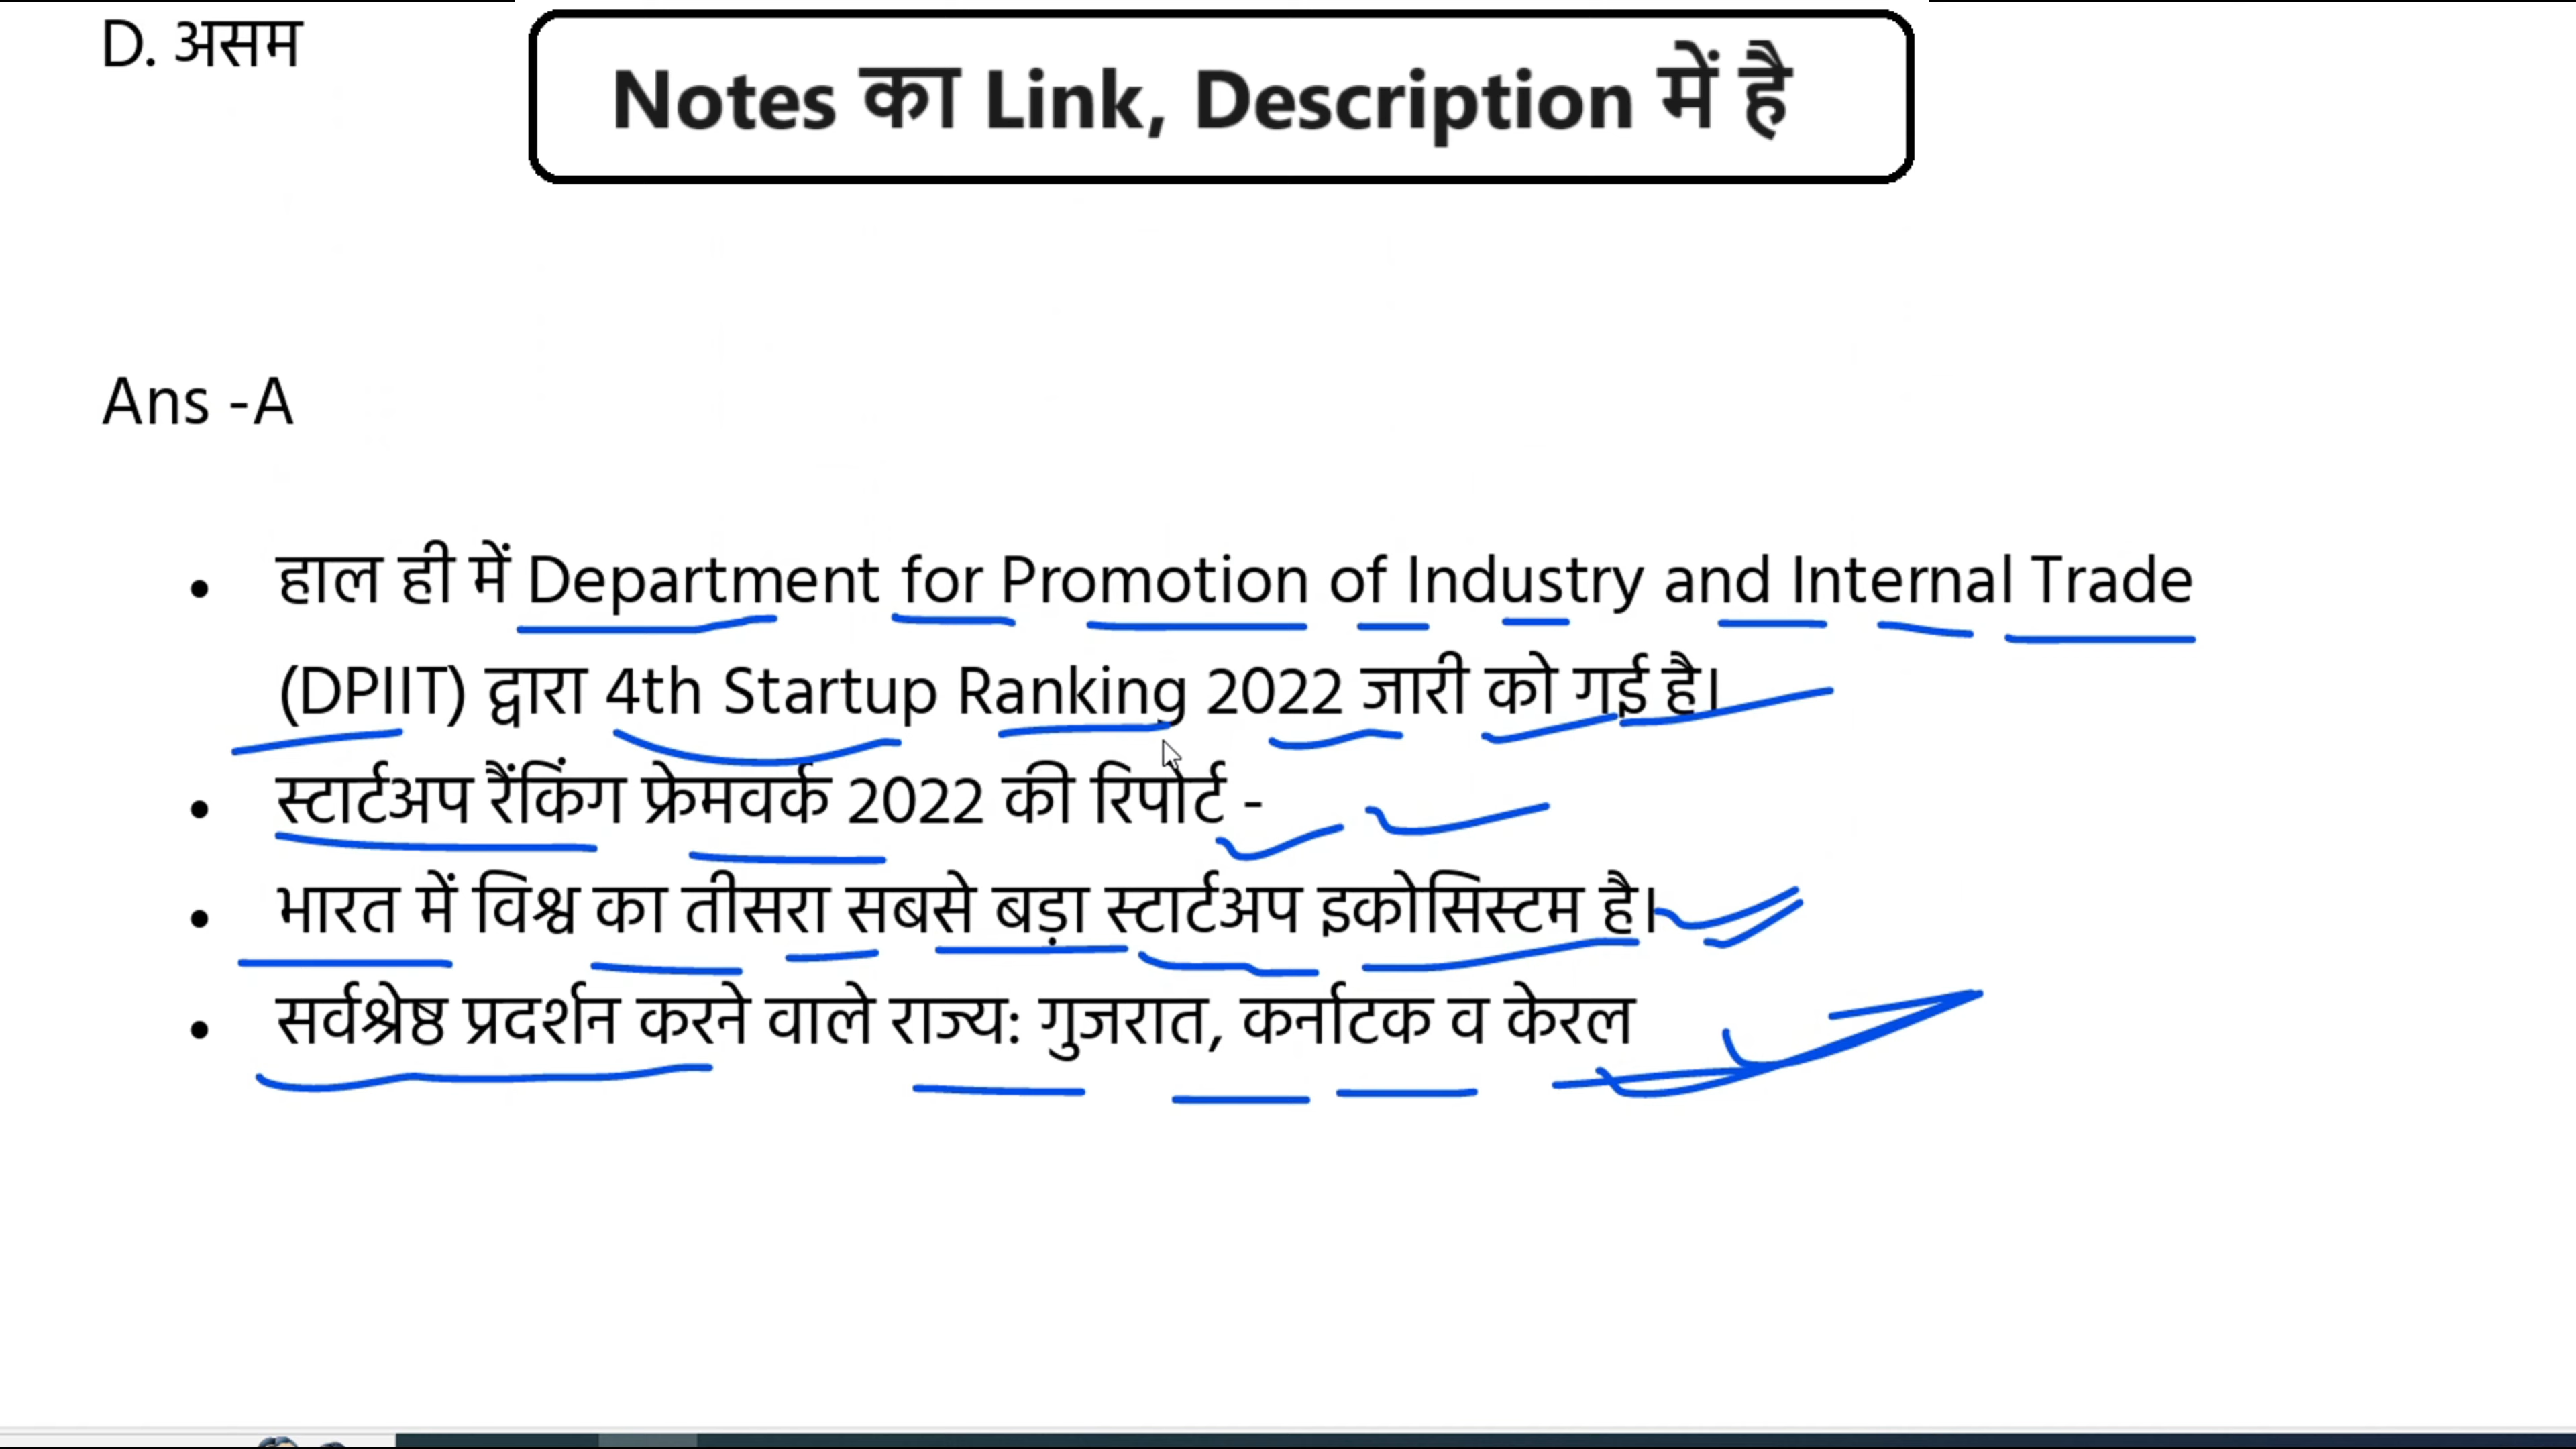 D. असम
Notes का Link, Description में है
Ans -A
• हाल ही में Department for Promotion of Industry and Internal Trade
(DPIIT) द्वारा 4th Startup Ranking 2022 जारी को गई है।
• स्टार्टअप रैंकिंग फ्रेमवर्क 2022 की रिपोर्ट -
• भारत में विश्व का तीसरा सबसे बड़ा स्टार्टअप इकोसिस्टम है।
• सर्वश्रेष्ठ प्रदर्शन करने वाले राज्य: गुजरात, कर्नाटक व केरल